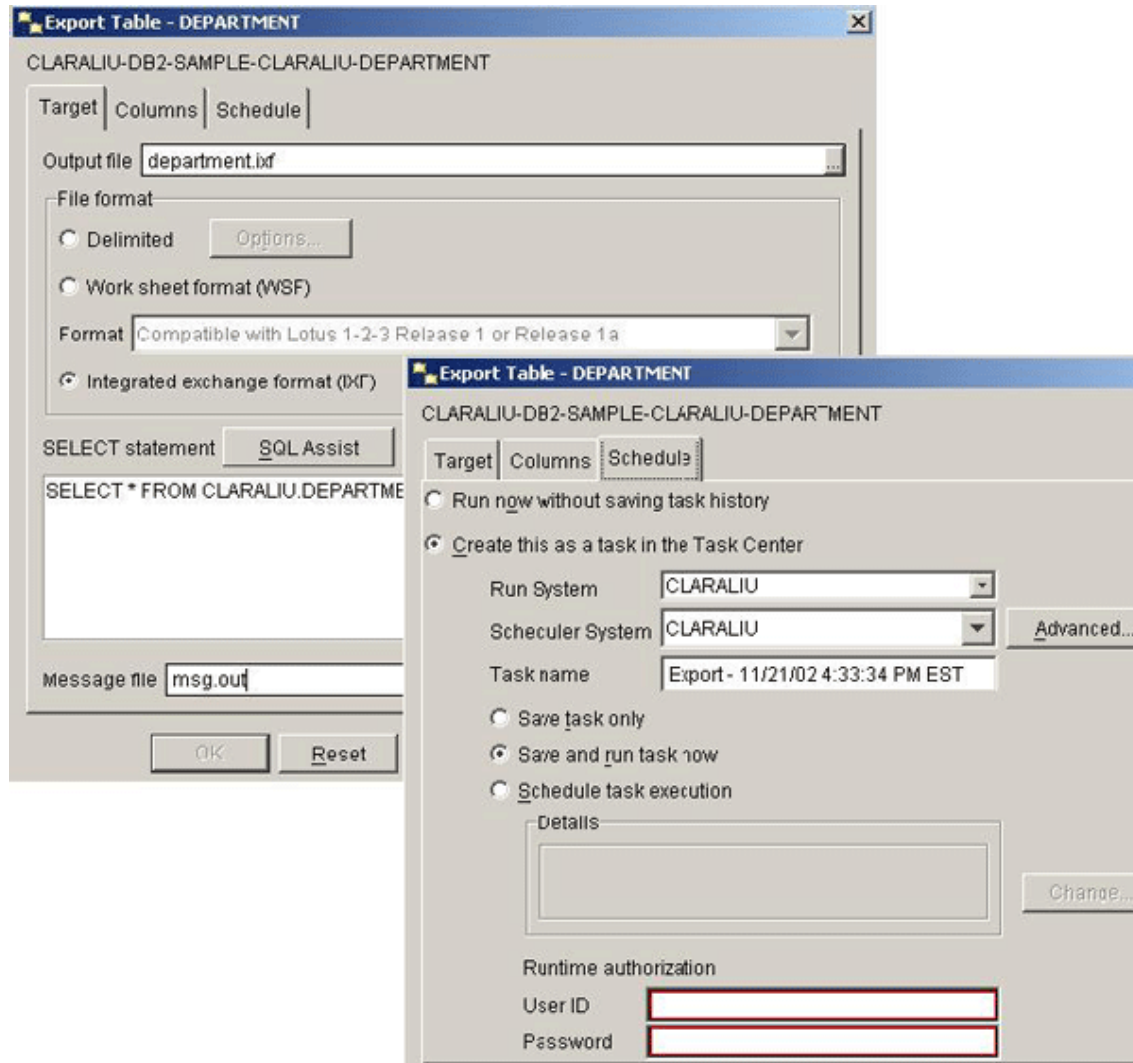 Export Table - DEPARTMENT
CLARALIU-DB2-SAMPLE-CLARALIU-DEPARTMENT
Target Columns Schedule
Output file department.ixf ...
File format
Delimited Options...
Work sheet format (WSF)
Format Compatible with Lotus 1-2-3 Release 1 or Release 1a
Integrated exchange format (IXF)
SELECT statement SQL Assist
SELECT * FROM CLARALIU.DEPARTME
Message file msg.out
OK Reset
Export Table - DEPARTMENT
CLARALIU-DB2-SAMPLE-CLARALIU-DEPARTMENT
Target Columns Schedule
Run now without saving task history
Create this as a task in the Task Center
Run System CLARALIU
Scheculer System CLARALIU Advanced...
Task name Export - 11/21/02 4:33:34 PM EST
Save task only
Save and run task now
Schedule task execution
Details
Change...
Runtime authorization
User ID
Password